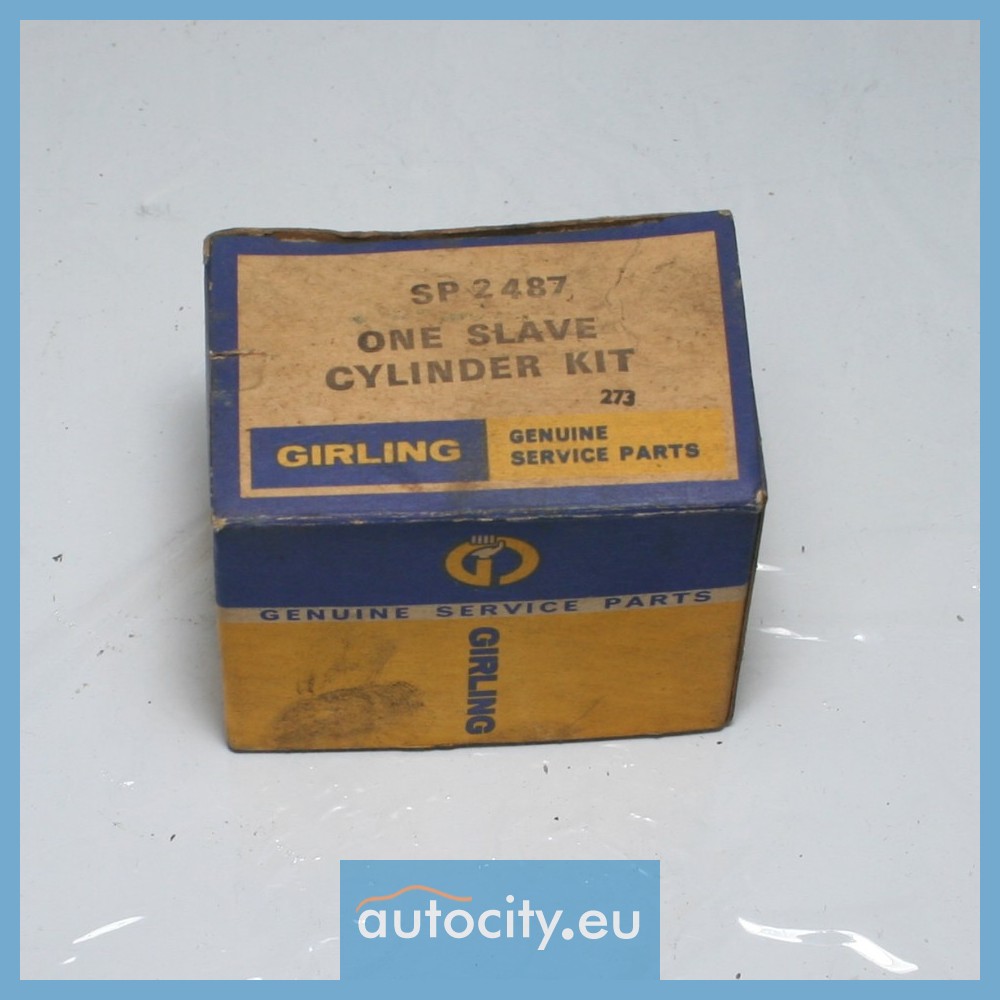 SP 2487
ONE SLAVE
CYLINDER KIT
273
GIRLING
GENUINE
SERVICE PARTS
GENUINE SERVICE PARTS
GIRLING
autocity.eu